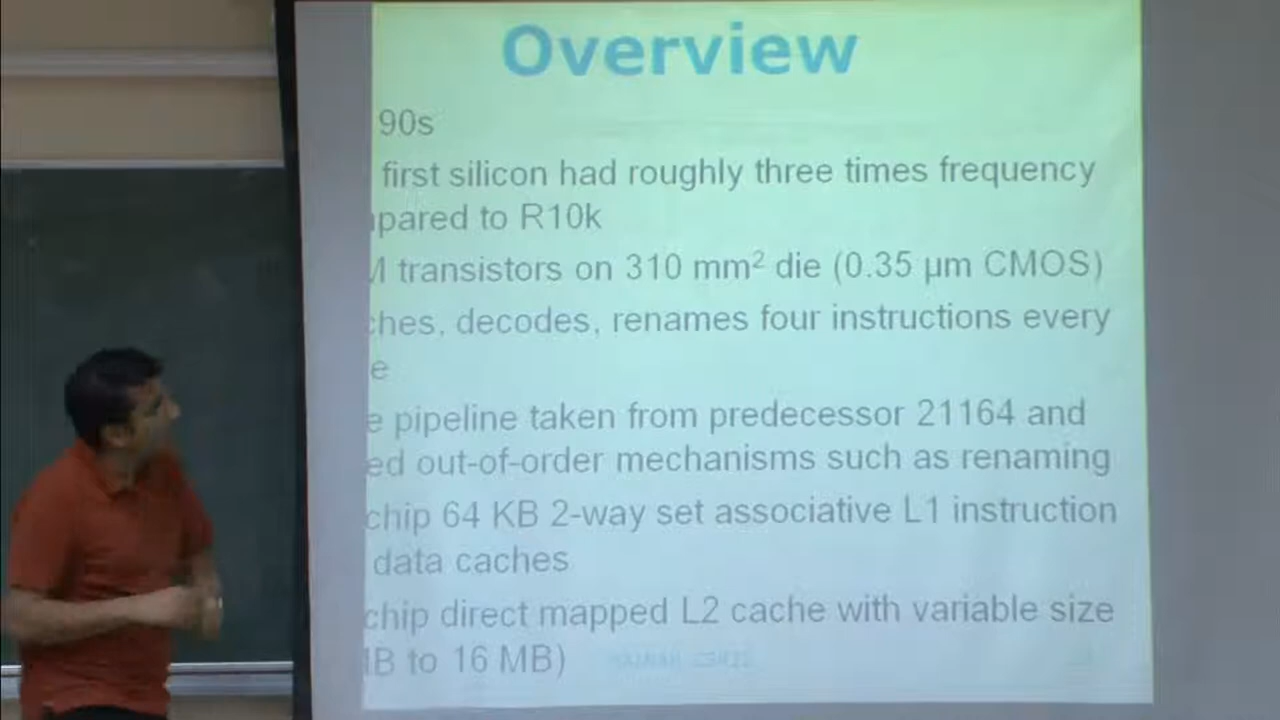 Overview
90s
first silicon had roughly three times frequency
pared to R10k
transistors on 310 mm² die (0.35 µm CMOS)
ches, decodes, renames four instructions every
e
e pipeline taken from predecessor 21164 and
ed out-of-order mechanisms such as renaming
chip 64 KB 2-way set associative L1 instruction
data caches
chip direct mapped L2 cache with variable size
B to 16 MB)